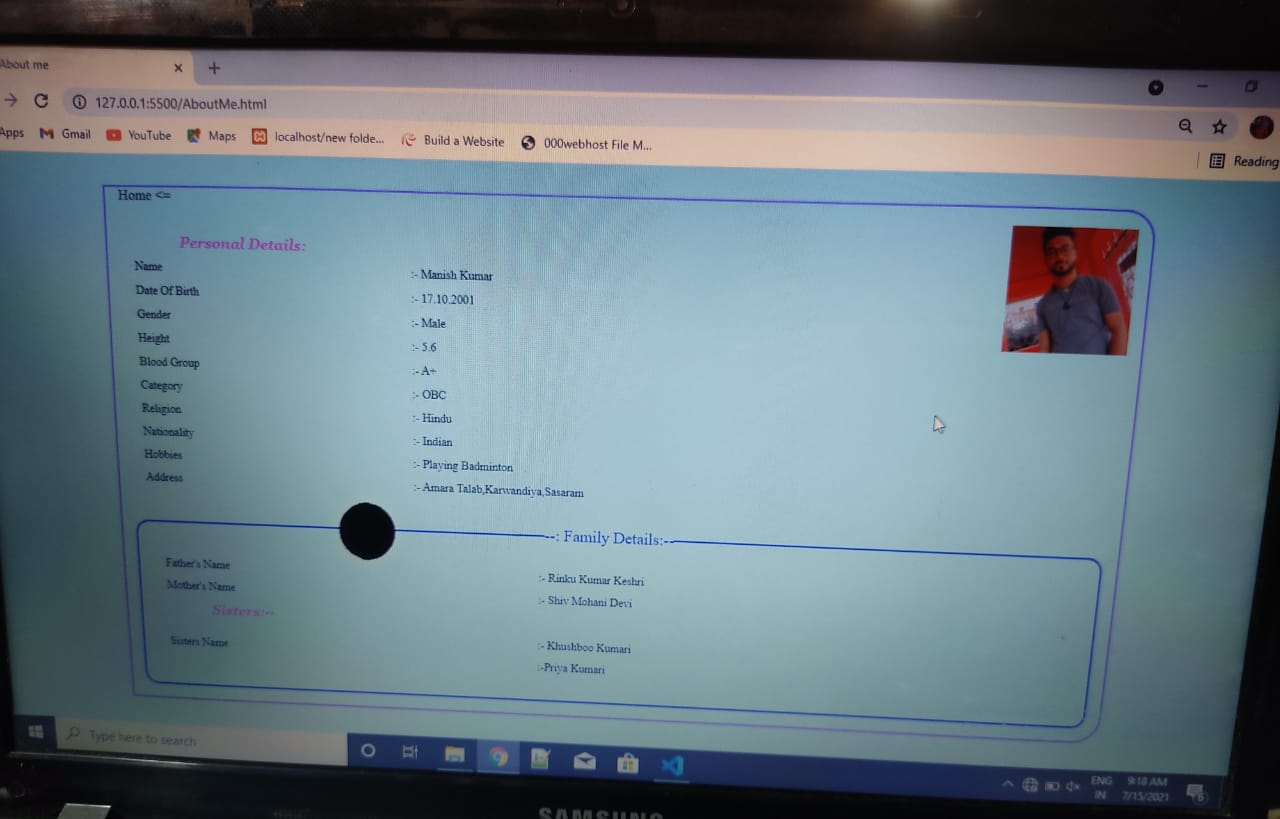 About me
127.0.0.1:5500/AboutMe.html
Apps Gmail YouTube Maps localhost/new folde... Build a Website 000webhost File M...
Reading
Home <=
Personal Details:
Name :- Manish Kumar
Date Of Birth :- 17.10.2001
Gender :- Male
Height :- 5.6
Blood Group :- A+
Category :- OBC
Religion :- Hindu
Nationality :- Indian
Hobbies :- Playing Badminton
Address :- Amara Talab,Karwandiya,Sasaram
--: Family Details:--
Father's Name :- Rinku Kumar Keshri
Mother's Name :- Shiv Mohani Devi
Sisters:--
Sisters Name :- Khushboo Kumari
:-Priya Kumari
Type here to search
ENG 9:18 AM
IN 7/15/2021
6
SAMSUNG